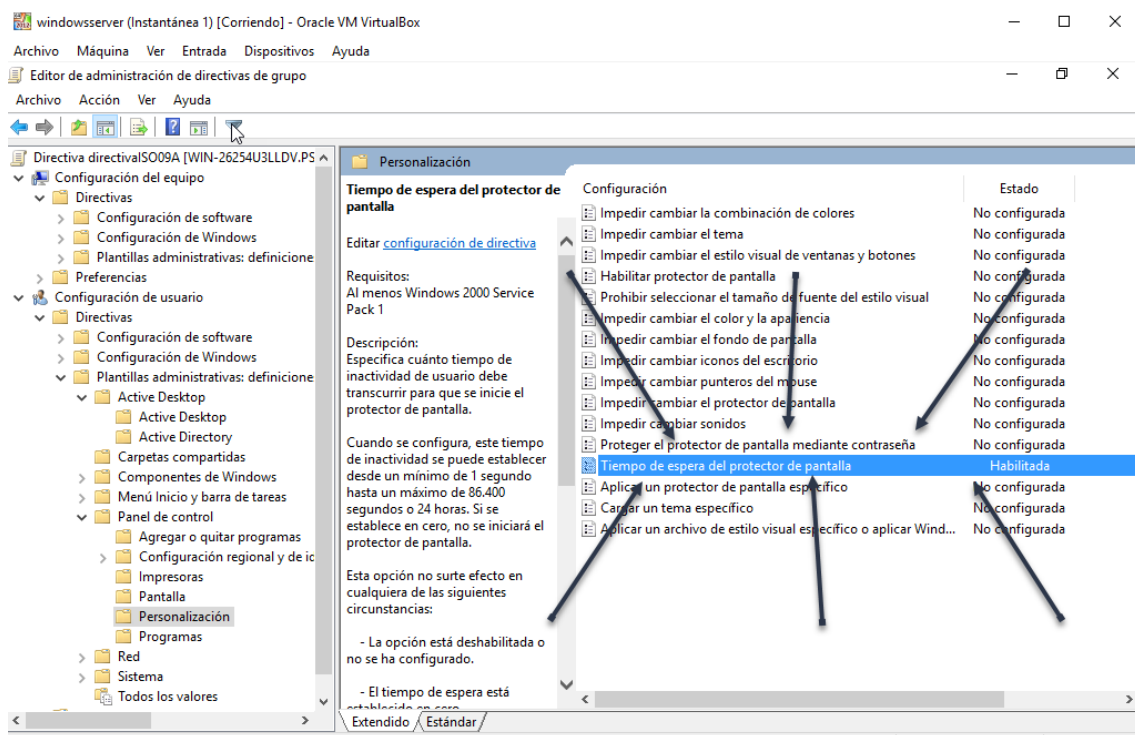 windowsserver (Instantánea 1) [Corriendo] - Oracle VM VirtualBox
Archivo Máquina Ver Entrada Dispositivos Ayuda
Editor de administración de directivas de grupo
Archivo Acción Ver Ayuda
Directiva directivaISO09A [WIN-26254U3LLDV.PS
Configuración del equipo
Directivas
Configuración de software
Configuración de Windows
Plantillas administrativas: definicione
Preferencias
Configuración de usuario
Directivas
Configuración de software
Configuración de Windows
Plantillas administrativas: definicione
Active Desktop
Active Desktop
Active Directory
Carpetas compartidas
Componentes de Windows
Menú Inicio y barra de tareas
Panel de control
Agregar o quitar programas
Configuración regional y de ic
Impresoras
Pantalla
Personalización
Programas
Red
Sistema
Todos los valores
Personalización
Tiempo de espera del protector de
pantalla
Editar configuración de directiva
Requisitos:
Al menos Windows 2000 Service
Pack 1
Descripción:
Especifica cuánto tiempo de
inactividad de usuario debe
transcurrir para que se inicie el
protector de pantalla.
Cuando se configura, este tiempo
de inactividad se puede establecer
desde un mínimo de 1 segundo
hasta un máximo de 86.400
segundos o 24 horas. Si se
establece en cero, no se iniciará el
protector de pantalla.
Esta opción no surte efecto en
cualquiera de las siguientes
circunstancias:
- La opción está deshabilitada o
no se ha configurado.
- El tiempo de espera está
establecido en cero
Configuración Estado
Impedir cambiar la combinación de colores No configurada
Impedir cambiar el tema No configurada
Impedir cambiar el estilo visual de ventanas y botones No configurada
Habilitar protector de pantalla No configurada
Prohibir seleccionar el tamaño de fuente del estilo visual No configurada
Impedir cambiar el color y la apariencia No configurada
Impedir cambiar el fondo de pantalla No configurada
Impedir cambiar iconos del escritorio No configurada
Impedir cambiar punteros del mouse No configurada
Impedir cambiar el protector de pantalla No configurada
Impedir cambiar sonidos No configurada
Proteger el protector de pantalla mediante contraseña No configurada
Tiempo de espera del protector de pantalla Habilitada
Aplicar un protector de pantalla específico No configurada
Cargar un tema específico No configurada
Aplicar un archivo de estilo visual específico o aplicar Wind... No configurada
Extendido Estándar